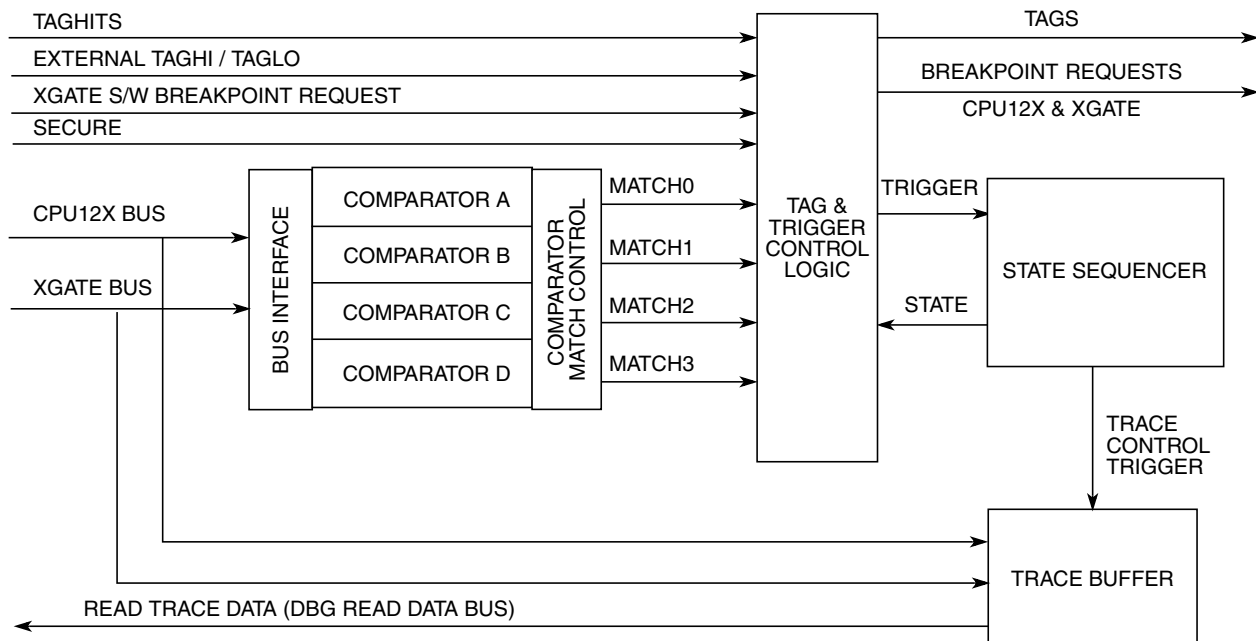 TAGHITS
EXTERNAL TAGHI / TAGLO
XGATE S/W BREAKPOINT REQUEST
SECURE
TAGS
BREAKPOINT REQUESTS
CPU12X & XGATE
CPU12X BUS
XGATE BUS
BUS INTERFACE
COMPARATOR A
COMPARATOR B
COMPARATOR C
COMPARATOR D
COMPARATOR
MATCH CONTROL
MATCH0
MATCH1
MATCH2
MATCH3
TAG &
TRIGGER
CONTROL
LOGIC
TRIGGER
STATE
STATE SEQUENCER
TRACE
CONTROL
TRIGGER
TRACE BUFFER
READ TRACE DATA (DBG READ DATA BUS)